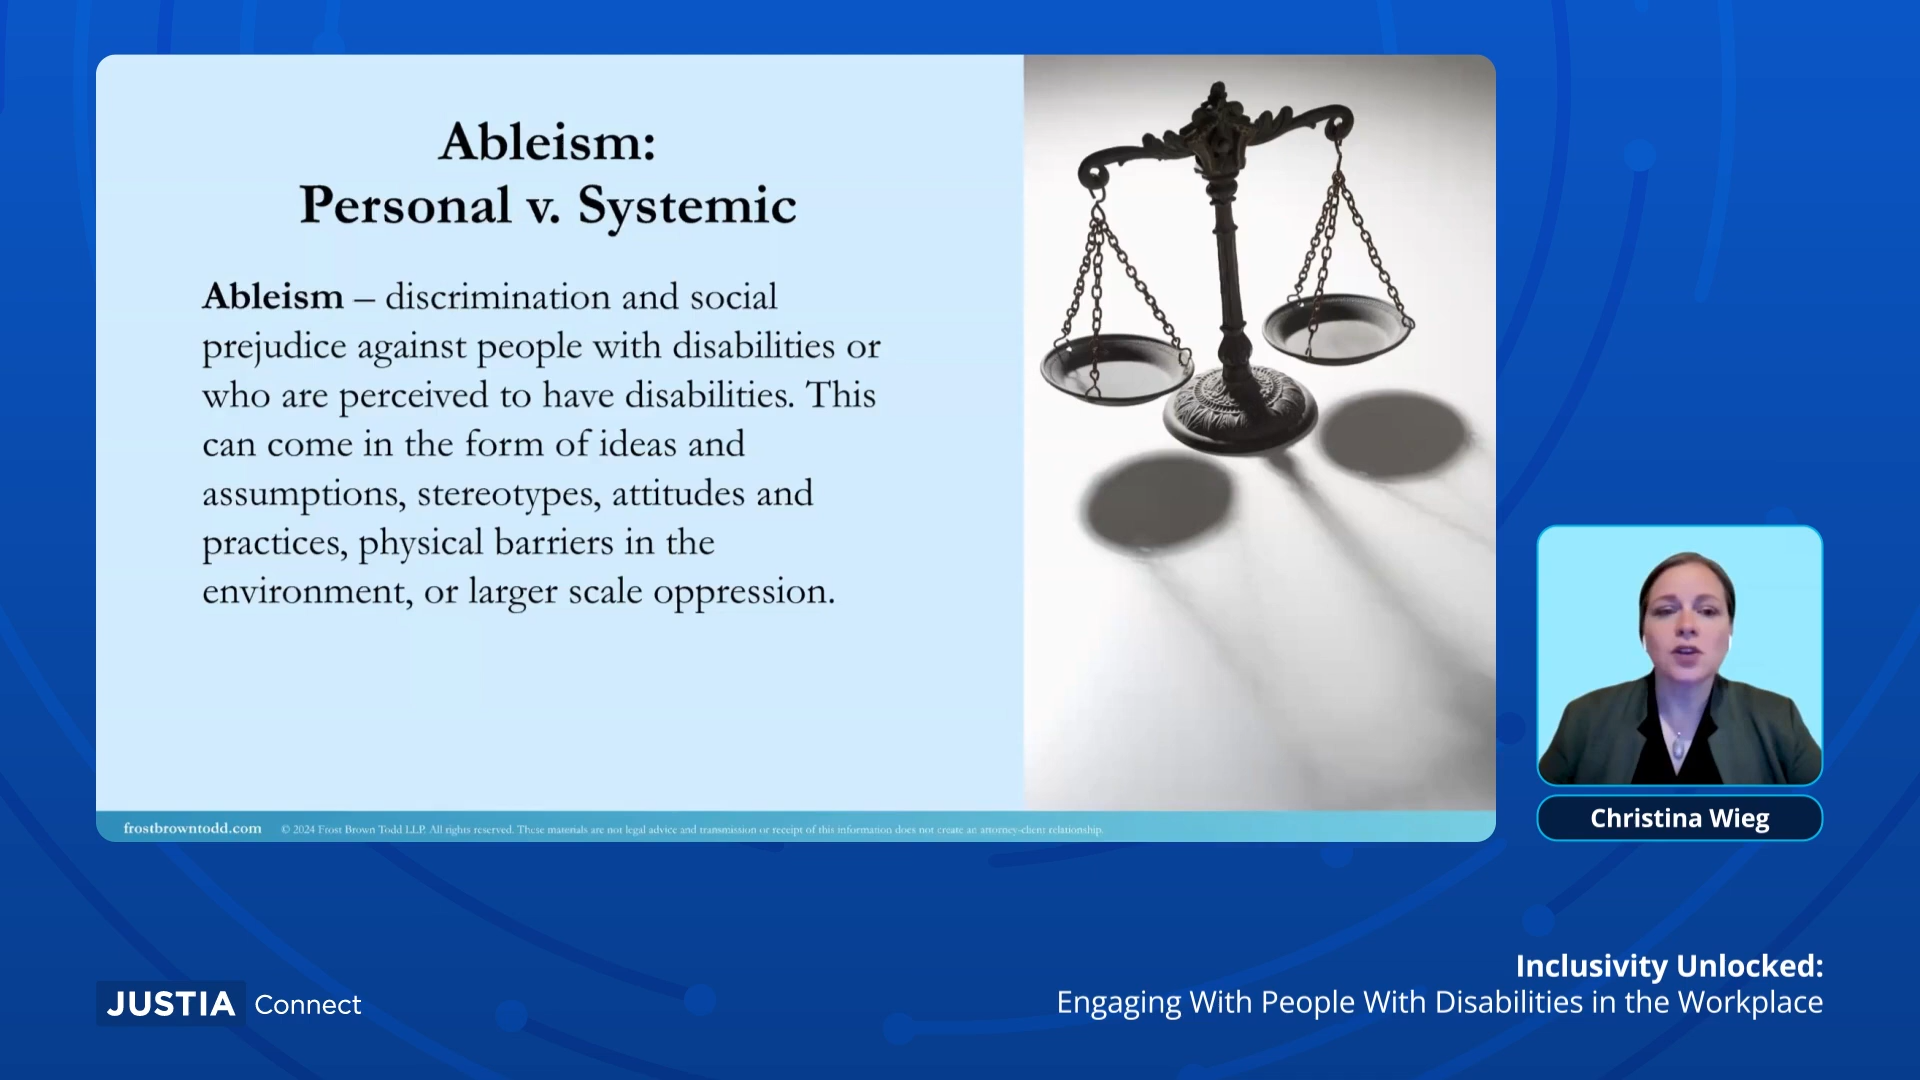 Ableism:
Personal v. Systemic
Ableism – discrimination and social
prejudice against people with disabilities or
who are perceived to have disabilities. This
can come in the form of ideas and
assumptions, stereotypes, attitudes and
practices, physical barriers in the
environment, or larger scale oppression.
frostbrowntodd.com © 2024 Frost Brown Todd LLP. All rights reserved. These materials are not legal advice and transmission or receipt of this information does not create an attorney-client relationship.
Christina Wieg
Inclusivity Unlocked:
Engaging With People With Disabilities in the Workplace
JUSTIA Connect